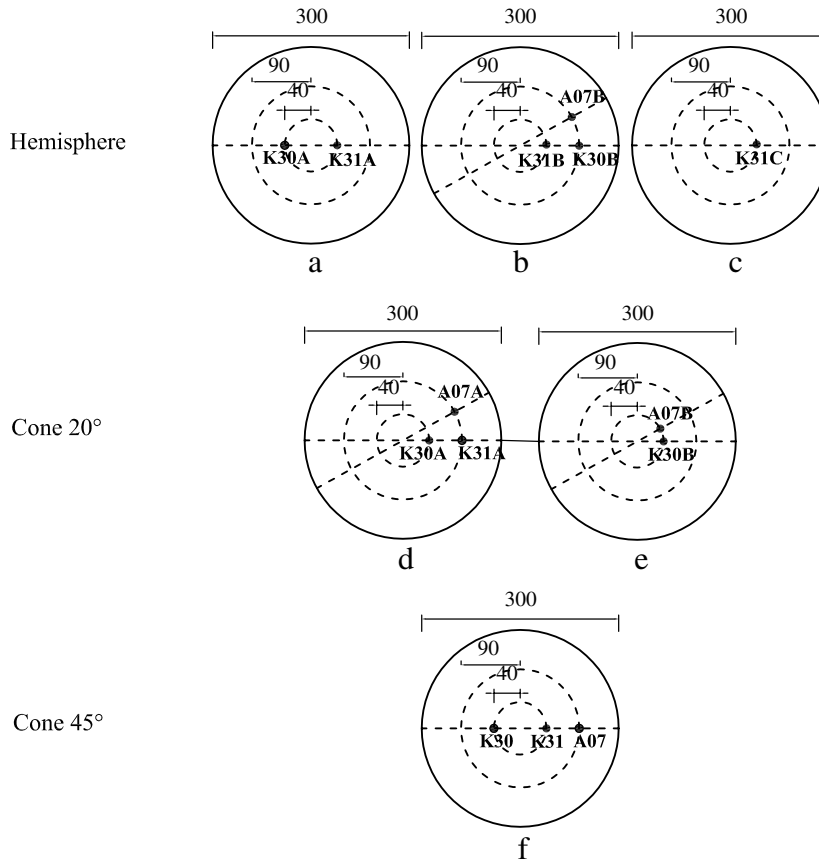 300 300 300
90 90 90
40 40 40
A07B
Hemisphere
K30A K31A K31B K30B K31C
a b c
300 300
90 90
40 A07A 40
A07B
Cone 20°
K30A K31A K30B
d e
300
90
40
Cone 45°
K30 K31 A07
f